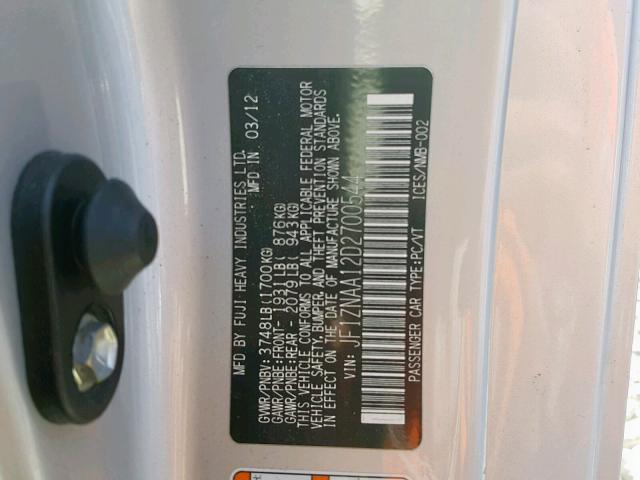 MFD BY FUJI HEAVY INDUSTRIES LTD.
MFD IN 03/12
GVWR/PNBV: 3748LB(1700KG)
GAWR/PNBE:FRONT- 1931LB( 876KG)
GAWR/PNBE:REAR - 2079LB( 943KG)
THIS VEHICLE CONFORMS TO ALL APPLICABLE FEDERAL MOTOR
VEHICLE SAFETY, BUMPER, AND THEFT PREVENTION STANDARDS
IN EFFECT ON THE DATE OF MANUFACTURE SHOWN ABOVE.
VIN: JF1ZNAA12D2700544
PASSENGER CAR TYPE:PC/VT ICES/NMB-002